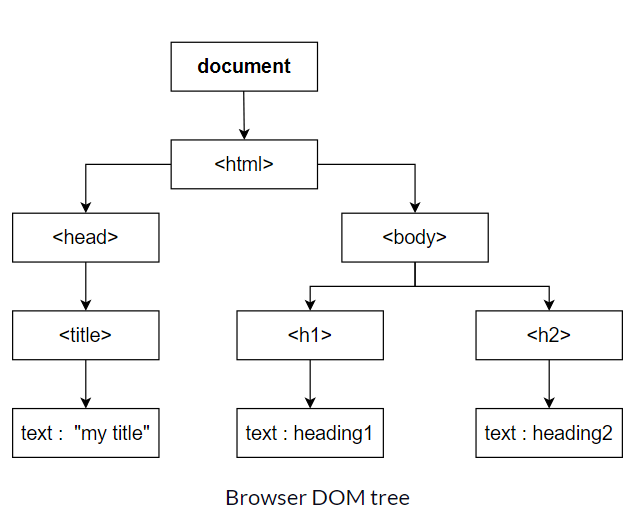 document
<html>
<head>
<body>
<title>
<h1>
<h2>
text :  "my title"
text : heading1
text : heading2
Browser DOM tree